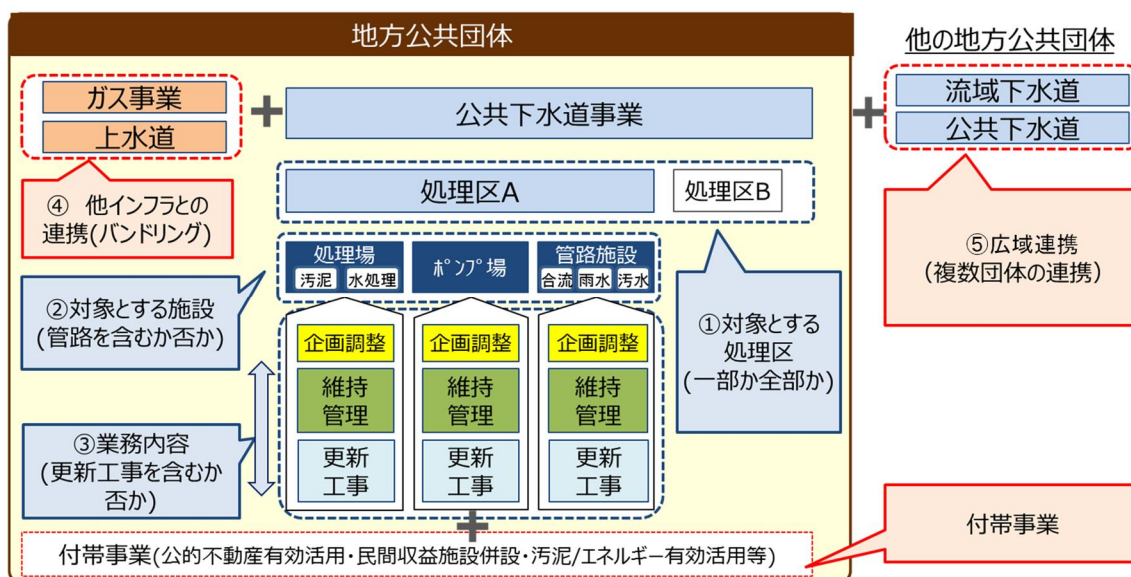 地方公共団体
他の地方公共団体
ガス事業
上水道
+
公共下水道事業
+
流域下水道
公共下水道
④ 他インフラとの
連携(バンドリング)
処理区A
処理区B
⑤広域連携
(複数団体の連携)
②対象とする施設
(管路を含むか否か)
処理場
汚泥 水処理
ﾎﾟﾝﾌﾟ場
管路施設
合流 雨水 汚水
①対象とする
処理区
(一部か全部か)
企画調整
企画調整
企画調整
維持
管理
維持
管理
維持
管理
③業務内容
(更新工事を含むか
否か)
更新
工事
更新
工事
更新
工事
+
付帯事業(公的不動産有効活用・民間収益施設併設・汚泥/エネルギー有効活用等)
付帯事業